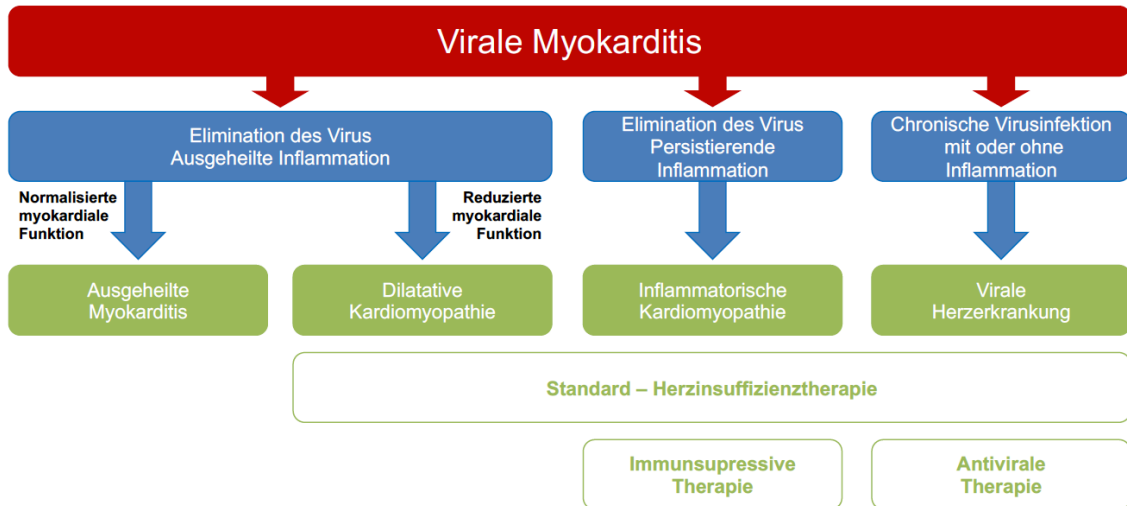 Virale Myokarditis
Elimination des Virus
Ausgeheilte Inflammation
Elimination des Virus
Persistierende
Inflammation
Chronische Virusinfektion
mit oder ohne
Inflammation
Normalisierte
myokardiale
Funktion
Reduzierte
myokardiale
Funktion
Ausgeheilte
Myokarditis
Dilatative
Kardiomyopathie
Inflammatorische
Kardiomyopathie
Virale
Herzerkrankung
Standard – Herzinsuffizienztherapie
Immunsupressive
Therapie
Antivirale
Therapie